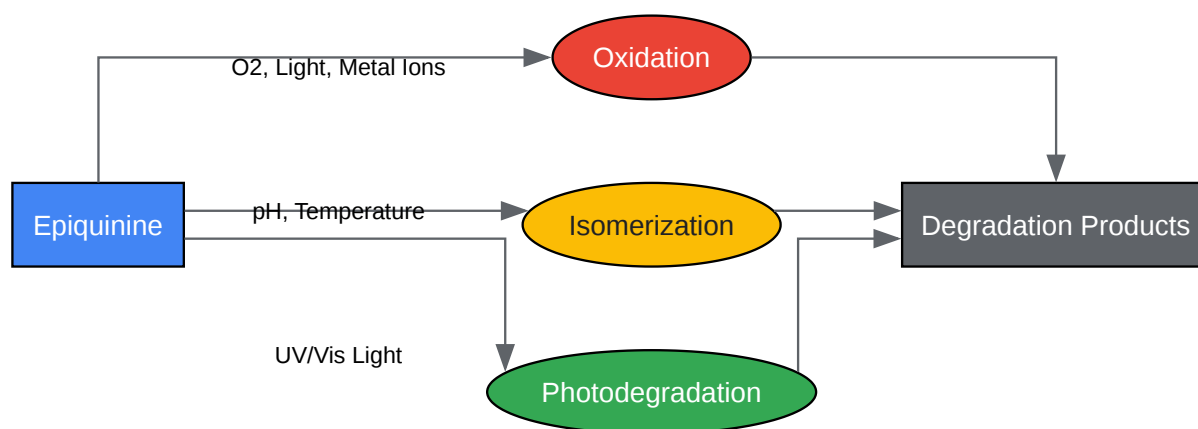 Oxidation
O2, Light, Metal Ions
pH, Temperature
Epiquinine
Isomerization
Degradation Products
UV/Vis Light
Photodegradation